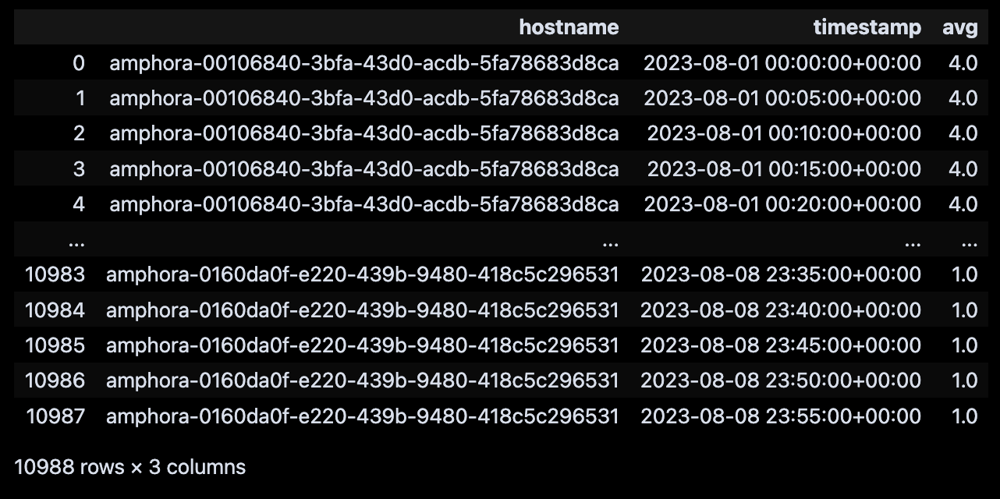 hostname timestamp avg
0 amphora-00106840-3bfa-43d0-acdb-5fa78683d8ca 2023-08-01 00:00:00+00:00 4.0
1 amphora-00106840-3bfa-43d0-acdb-5fa78683d8ca 2023-08-01 00:05:00+00:00 4.0
2 amphora-00106840-3bfa-43d0-acdb-5fa78683d8ca 2023-08-01 00:10:00+00:00 4.0
3 amphora-00106840-3bfa-43d0-acdb-5fa78683d8ca 2023-08-01 00:15:00+00:00 4.0
4 amphora-00106840-3bfa-43d0-acdb-5fa78683d8ca 2023-08-01 00:20:00+00:00 4.0
... ... ... ...
10983 amphora-0160da0f-e220-439b-9480-418c5c296531 2023-08-08 23:35:00+00:00 1.0
10984 amphora-0160da0f-e220-439b-9480-418c5c296531 2023-08-08 23:40:00+00:00 1.0
10985 amphora-0160da0f-e220-439b-9480-418c5c296531 2023-08-08 23:45:00+00:00 1.0
10986 amphora-0160da0f-e220-439b-9480-418c5c296531 2023-08-08 23:50:00+00:00 1.0
10987 amphora-0160da0f-e220-439b-9480-418c5c296531 2023-08-08 23:55:00+00:00 1.0
10988 rows × 3 columns